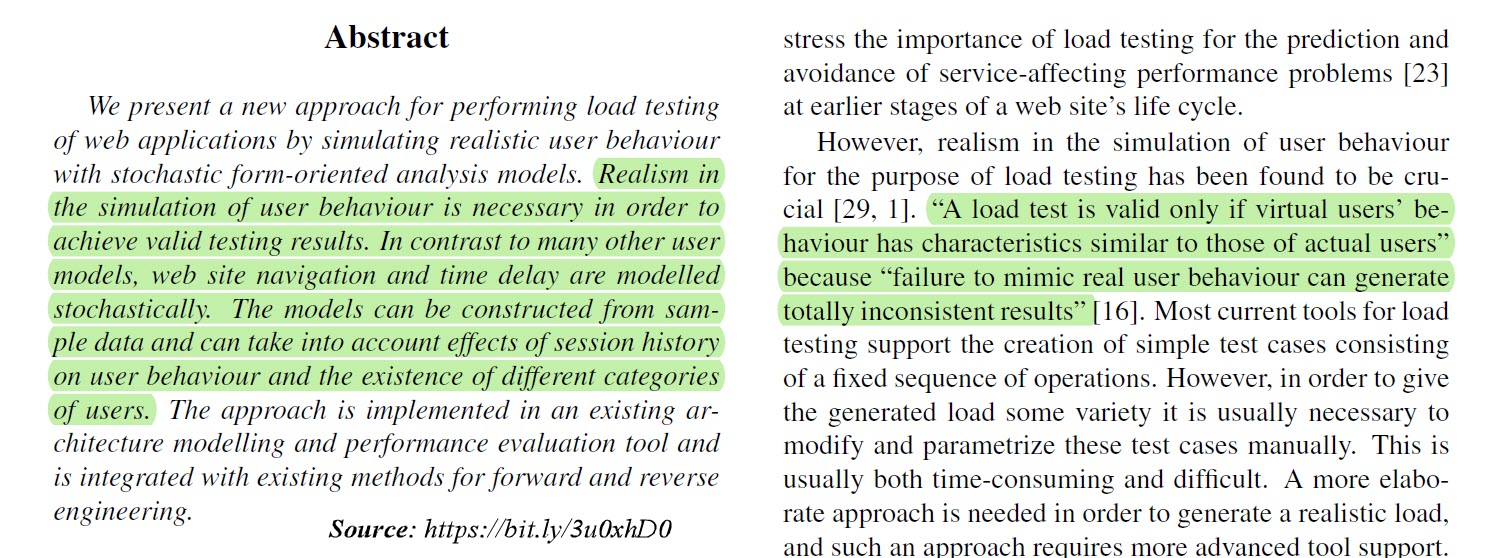 Abstract
We present a new approach for performing load testing
of web applications by simulating realistic user behaviour
with stochastic form-oriented analysis models. Realism in
the simulation of user behaviour is necessary in order to
achieve valid testing results. In contrast to many other user
models, web site navigation and time delay are modelled
stochastically. The models can be constructed from sam-
ple data and can take into account effects of session history
on user behaviour and the existence of different categories
of users. The approach is implemented in an existing ar-
chitecture modelling and performance evaluation tool and
is integrated with existing methods for forward and reverse
engineering.
Source: https://bit.ly/3u0xhD0
stress the importance of load testing for the prediction and
avoidance of service-affecting performance problems [23]
at earlier stages of a web site's life cycle.
However, realism in the simulation of user behaviour
for the purpose of load testing has been found to be cru-
cial [29, 1]. “A load test is valid only if virtual users’ be-
haviour has characteristics similar to those of actual users”
because “failure to mimic real user behaviour can generate
totally inconsistent results” [16]. Most current tools for load
testing support the creation of simple test cases consisting
of a fixed sequence of operations. However, in order to give
the generated load some variety it is usually necessary to
modify and parametrize these test cases manually. This is
usually both time-consuming and difficult. A more elabo-
rate approach is needed in order to generate a realistic load,
and such an approach requires more advanced tool support.